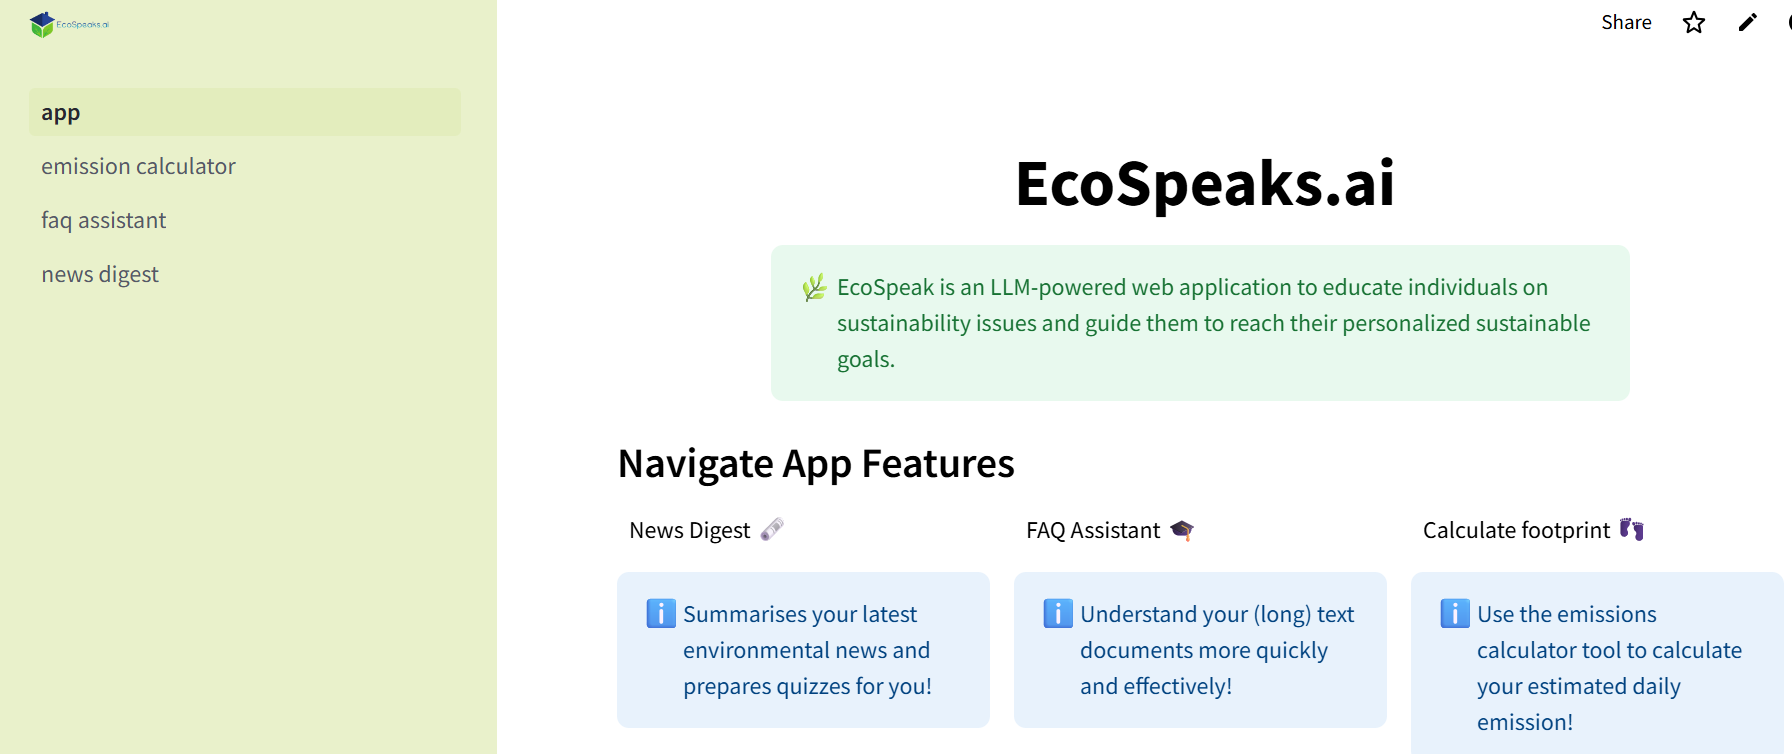 EcoSpeaks.ai
Share
app
emission calculator
faq assistant
news digest
EcoSpeaks.ai
EcoSpeak is an LLM-powered web application to educate individuals on
sustainability issues and guide them to reach their personalized sustainable
goals.
Navigate App Features
News Digest
Summarises your latest
environmental news and
prepares quizzes for you!
FAQ Assistant
Understand your (long) text
documents more quickly
and effectively!
Calculate footprint
Use the emissions
calculator tool to calculate
your estimated daily
emission!